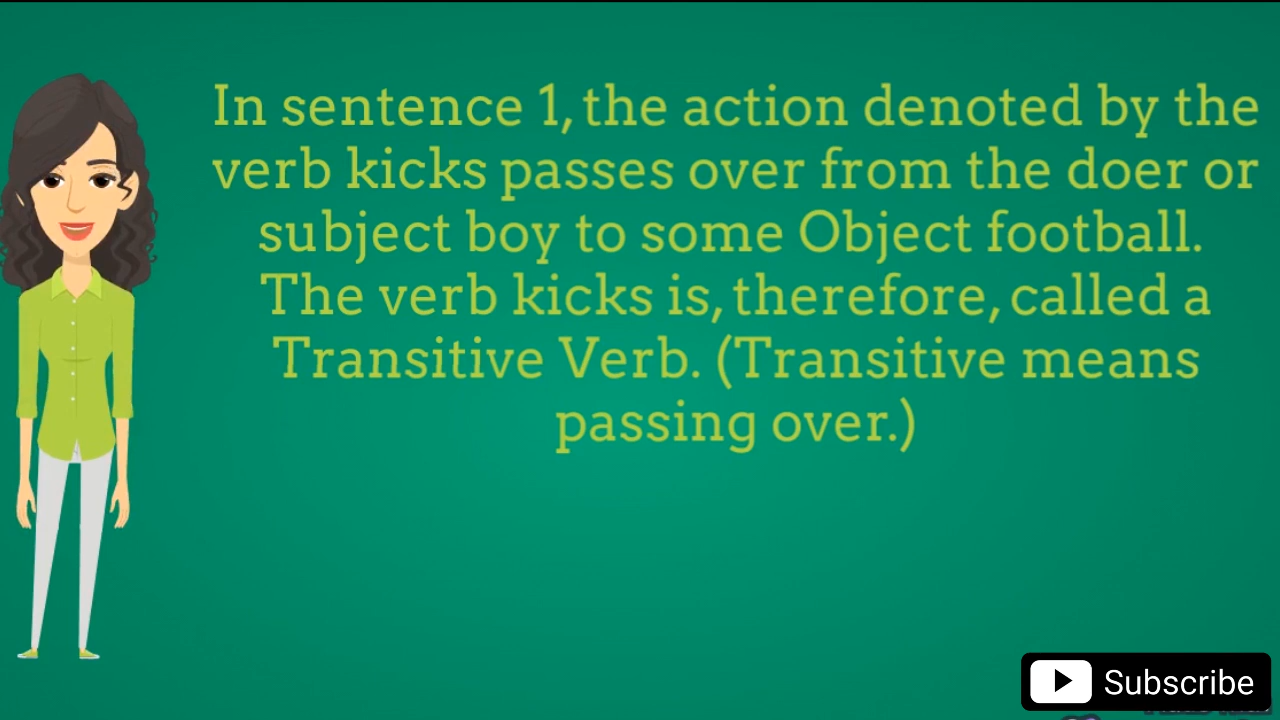 In sentence 1, the action denoted by the
verb kicks passes over from the doer or
subject boy to some Object football.
The verb kicks is, therefore, called a
Transitive Verb. (Transitive means
passing over.)
Subscribe